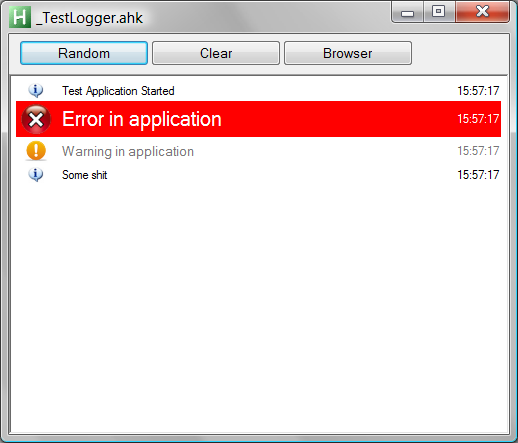 _TestLogger.ahk
Random Clear Browser
Test Application Started 15:57:17
Error in application 15:57:17
Warning in application 15:57:17
Some shit 15:57:17